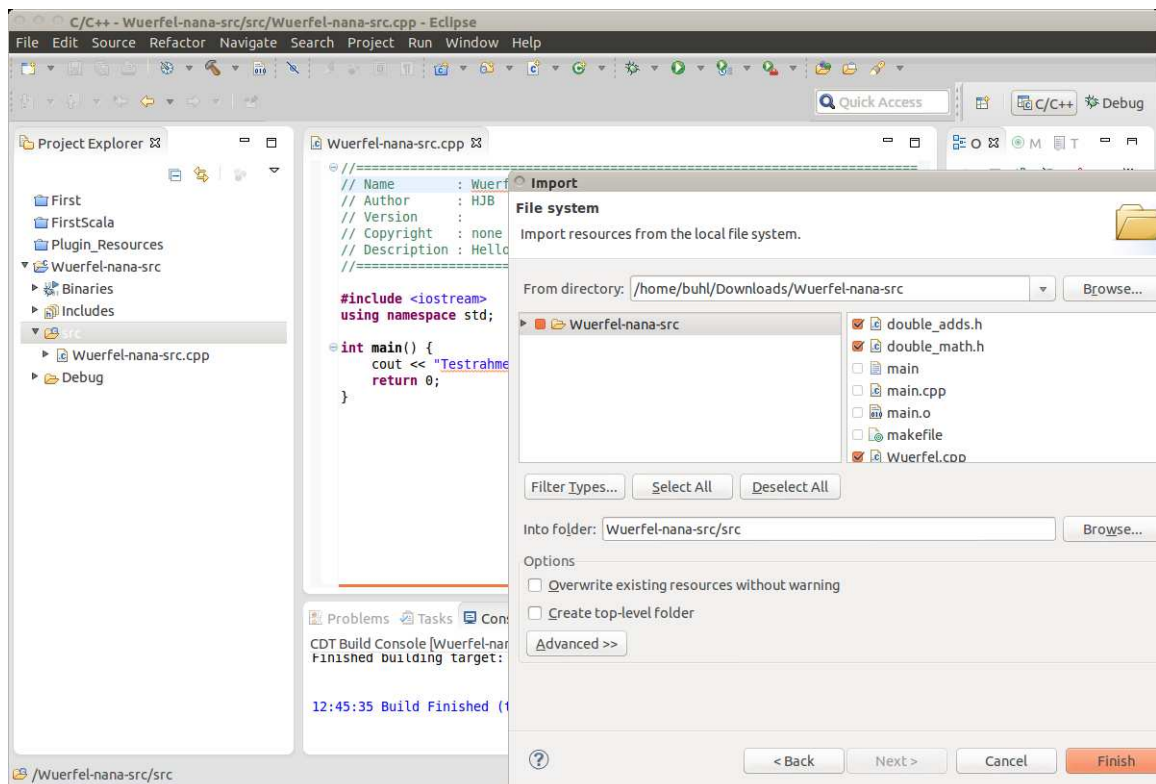 C/C++ - Wuerfel-nana-src/src/Wuerfel-nana-src.cpp - Eclipse
File Edit Source Refactor Navigate Search Project Run Window Help
Quick Access
C/C++
Debug
Project Explorer
First
FirstScala
Plugin_Resources
Wuerfel-nana-src
Binaries
Includes
src
Wuerfel-nana-src.cpp
Debug
Wuerfel-nana-src.cpp
O M T
//==============================================================================
// Name : Wuerf
// Author : HJB
// Version :
// Copyright : none
// Description : Hello
//=====================
#include <iostream>
using namespace std;
int main() {
cout << "Testrahme
return 0;
}
Problems Tasks Cons
CDT Build Console [Wuerfel-nar
Finished building target:
12:45:35 Build Finished (t
Import
File system
Import resources from the local file system.
From directory: /home/buhl/Downloads/Wuerfel-nana-src Browse...
Wuerfel-nana-src
double_adds.h
double_math.h
main
main.cpp
main.o
makefile
Wuerfel.cpp
Filter Types... Select All Deselect All
Into folder: Wuerfel-nana-src/src Browse...
Options
Overwrite existing resources without warning
Create top-level folder
Advanced >>
? < Back Next > Cancel Finish
/Wuerfel-nana-src/src